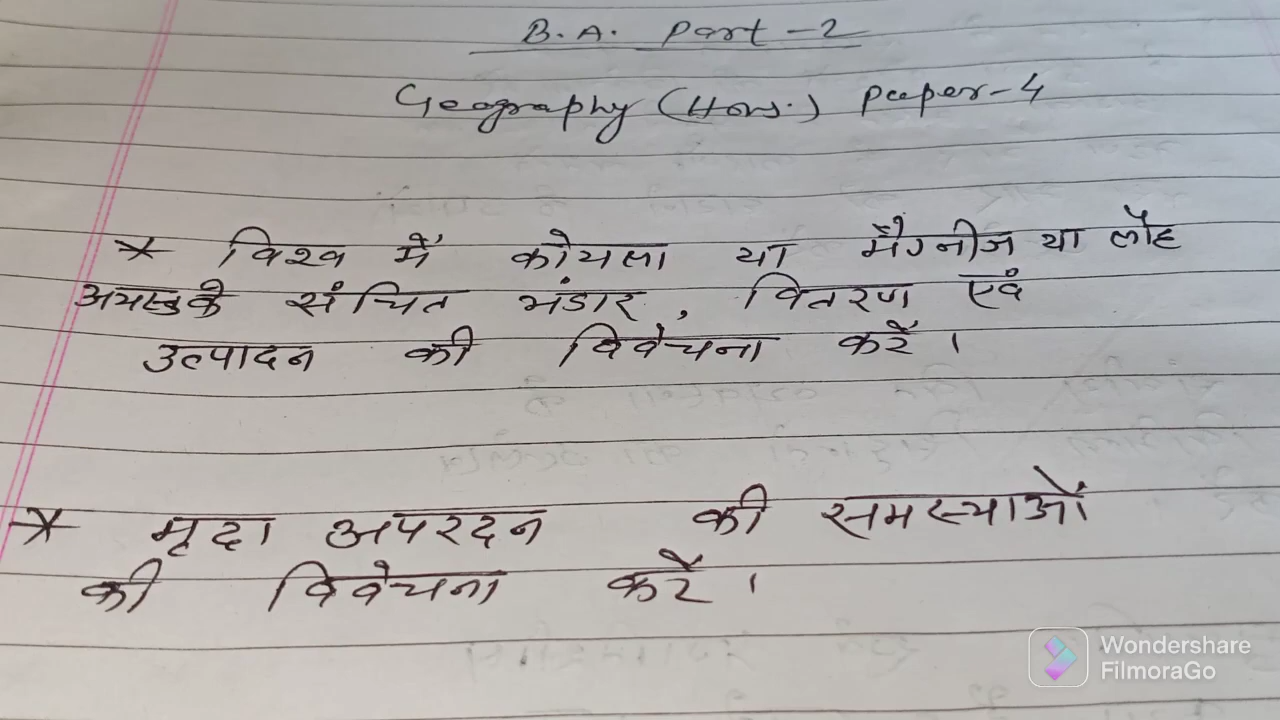 B.A. Part-2
Geography (Hons.) Paper-4
* विश्व में कोयला या मैंगनीज या लौह
अयस्क के संचित भंडार, वितरण एवं
उत्पादन की विवेचना करें।
* मृदा अपरदन की समस्याओं
की विवेचना करें।
Wondershare
FilmoraGo